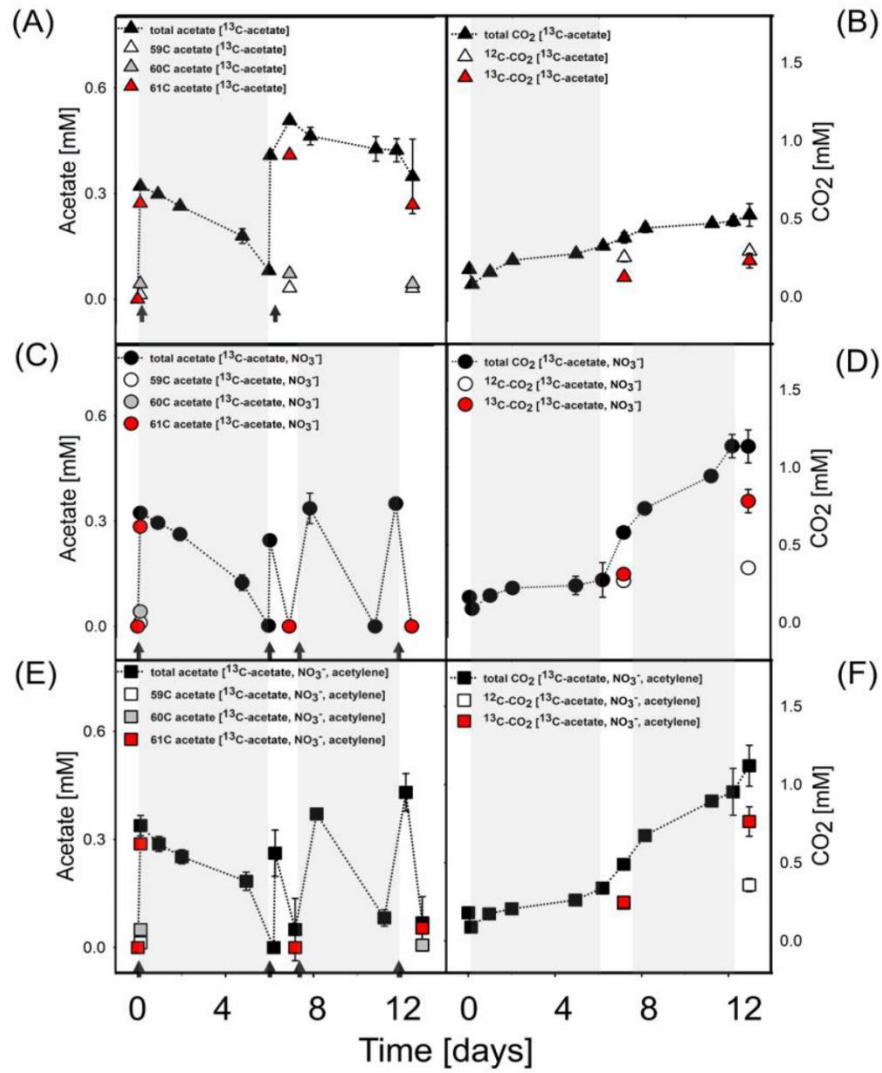 (A)
total acetate [¹³C-acetate]
59C acetate [¹³C-acetate]
60C acetate [¹³C-acetate]
61C acetate [¹³C-acetate]
0.6
0.3
0.0
Acetate [mM]
(B)
total CO₂ [¹³C-acetate]
¹²C-CO₂ [¹³C-acetate]
¹³C-CO₂ [¹³C-acetate]
1.5
1.0
0.5
0.0
CO₂ [mM]
(C)
total acetate [¹³C-acetate, NO₃⁻]
59C acetate [¹³C-acetate, NO₃⁻]
60C acetate [¹³C-acetate, NO₃⁻]
61C acetate [¹³C-acetate, NO₃⁻]
0.6
0.3
0.0
Acetate [mM]
(D)
total CO₂ [¹³C-acetate, NO₃⁻]
¹²C-CO₂ [¹³C-acetate, NO₃⁻]
¹³C-CO₂ [¹³C-acetate, NO₃⁻]
1.5
1.0
0.5
0.0
CO₂ [mM]
(E)
total acetate [¹³C-acetate, NO₃⁻, acetylene]
59C acetate [¹³C-acetate, NO₃⁻, acetylene]
60C acetate [¹³C-acetate, NO₃⁻, acetylene]
61C acetate [¹³C-acetate, NO₃⁻, acetylene]
0.6
0.3
0.0
Acetate [mM]
(F)
total CO₂ [¹³C-acetate, NO₃⁻, acetylene]
¹²C-CO₂ [¹³C-acetate, NO₃⁻, acetylene]
¹³C-CO₂ [¹³C-acetate, NO₃⁻, acetylene]
1.5
1.0
0.5
0.0
CO₂ [mM]
0 4 8 12 0 4 8 12
Time [days]